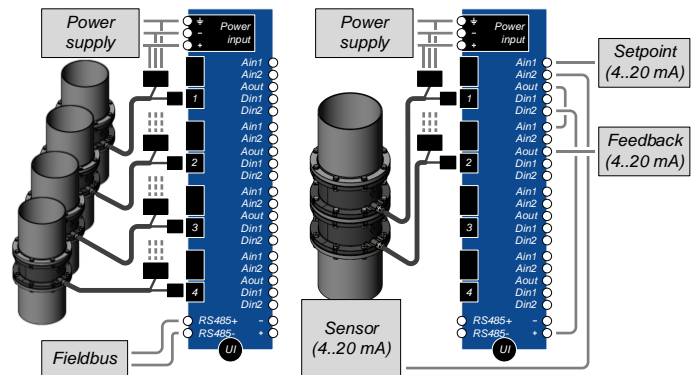 Power
supply
Power
input
−
+
1
2
3
4
Ain1
Ain2
Aout
Din1
Din2
Ain1
Ain2
Aout
Din1
Din2
Ain1
Ain2
Aout
Din1
Din2
Ain1
Ain2
Aout
Din1
Din2
RS485+ −
RS485- +
UI
Fieldbus
Power
supply
Power
input
−
+
1
2
3
4
Ain1
Ain2
Aout
Din1
Din2
Ain1
Ain2
Aout
Din1
Din2
Ain1
Ain2
Aout
Din1
Din2
Ain1
Ain2
Aout
Din1
Din2
RS485+ −
RS485- +
UI
Setpoint
(4..20 mA)
Feedback
(4..20 mA)
Sensor
(4..20 mA)